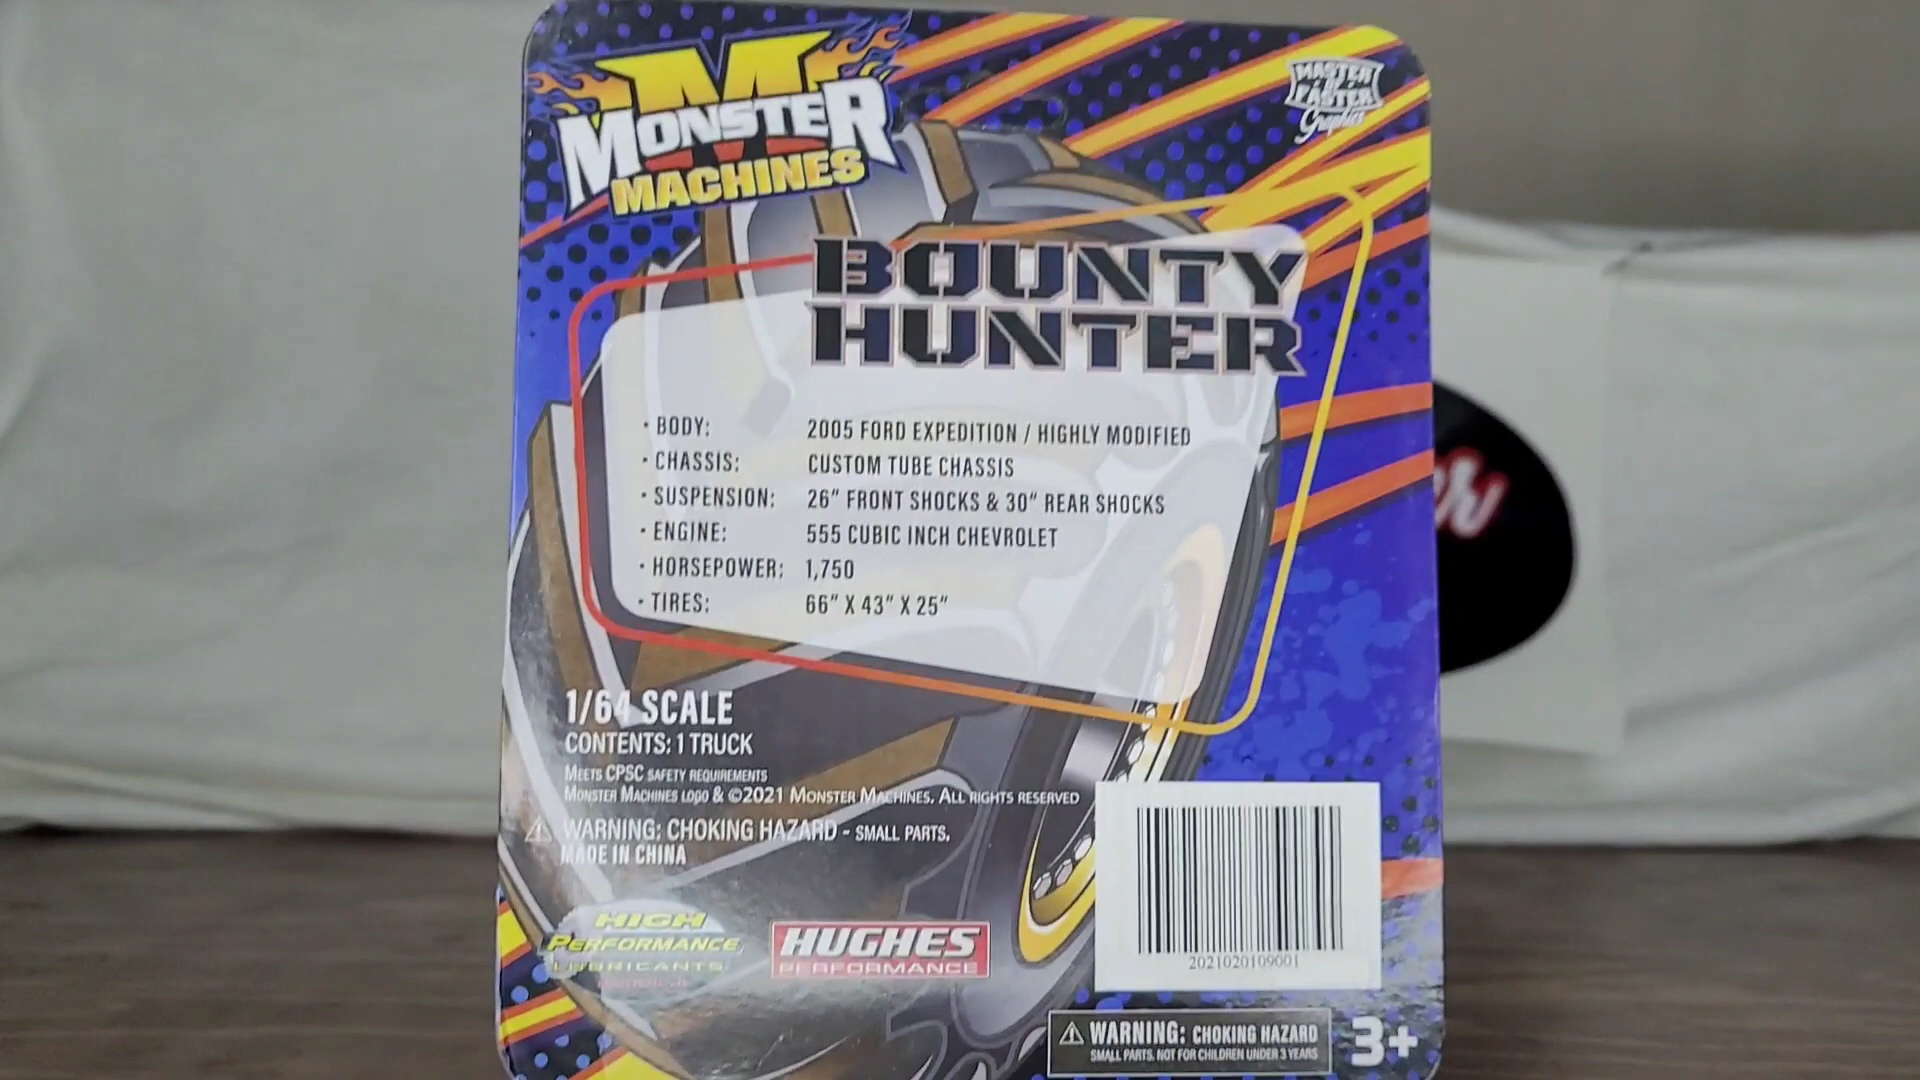 MONSTER
MACHINES
MASTER
FASTER
Graphics
BOUNTY
HUNTER
· BODY: 2005 FORD EXPEDITION / HIGHLY MODIFIED
· CHASSIS: CUSTOM TUBE CHASSIS
· SUSPENSION: 26" FRONT SHOCKS & 30" REAR SHOCKS
· ENGINE: 555 CUBIC INCH CHEVROLET
· HORSEPOWER: 1,750
· TIRES: 66" X 43" X 25"
1/64 SCALE
CONTENTS: 1 TRUCK
MEETS CPSC SAFETY REQUIREMENTS
MONSTER MACHINES LOGO & ©2021 MONSTER MACHINES. ALL RIGHTS RESERVED
WARNING: CHOKING HAZARD - SMALL PARTS.
MADE IN CHINA
HIGH
PERFORMANCE
LUBRICANTS
HUGHES
PERFORMANCE
2021020109001
WARNING: CHOKING HAZARD
SMALL PARTS. NOT FOR CHILDREN UNDER 3 YEARS
3+